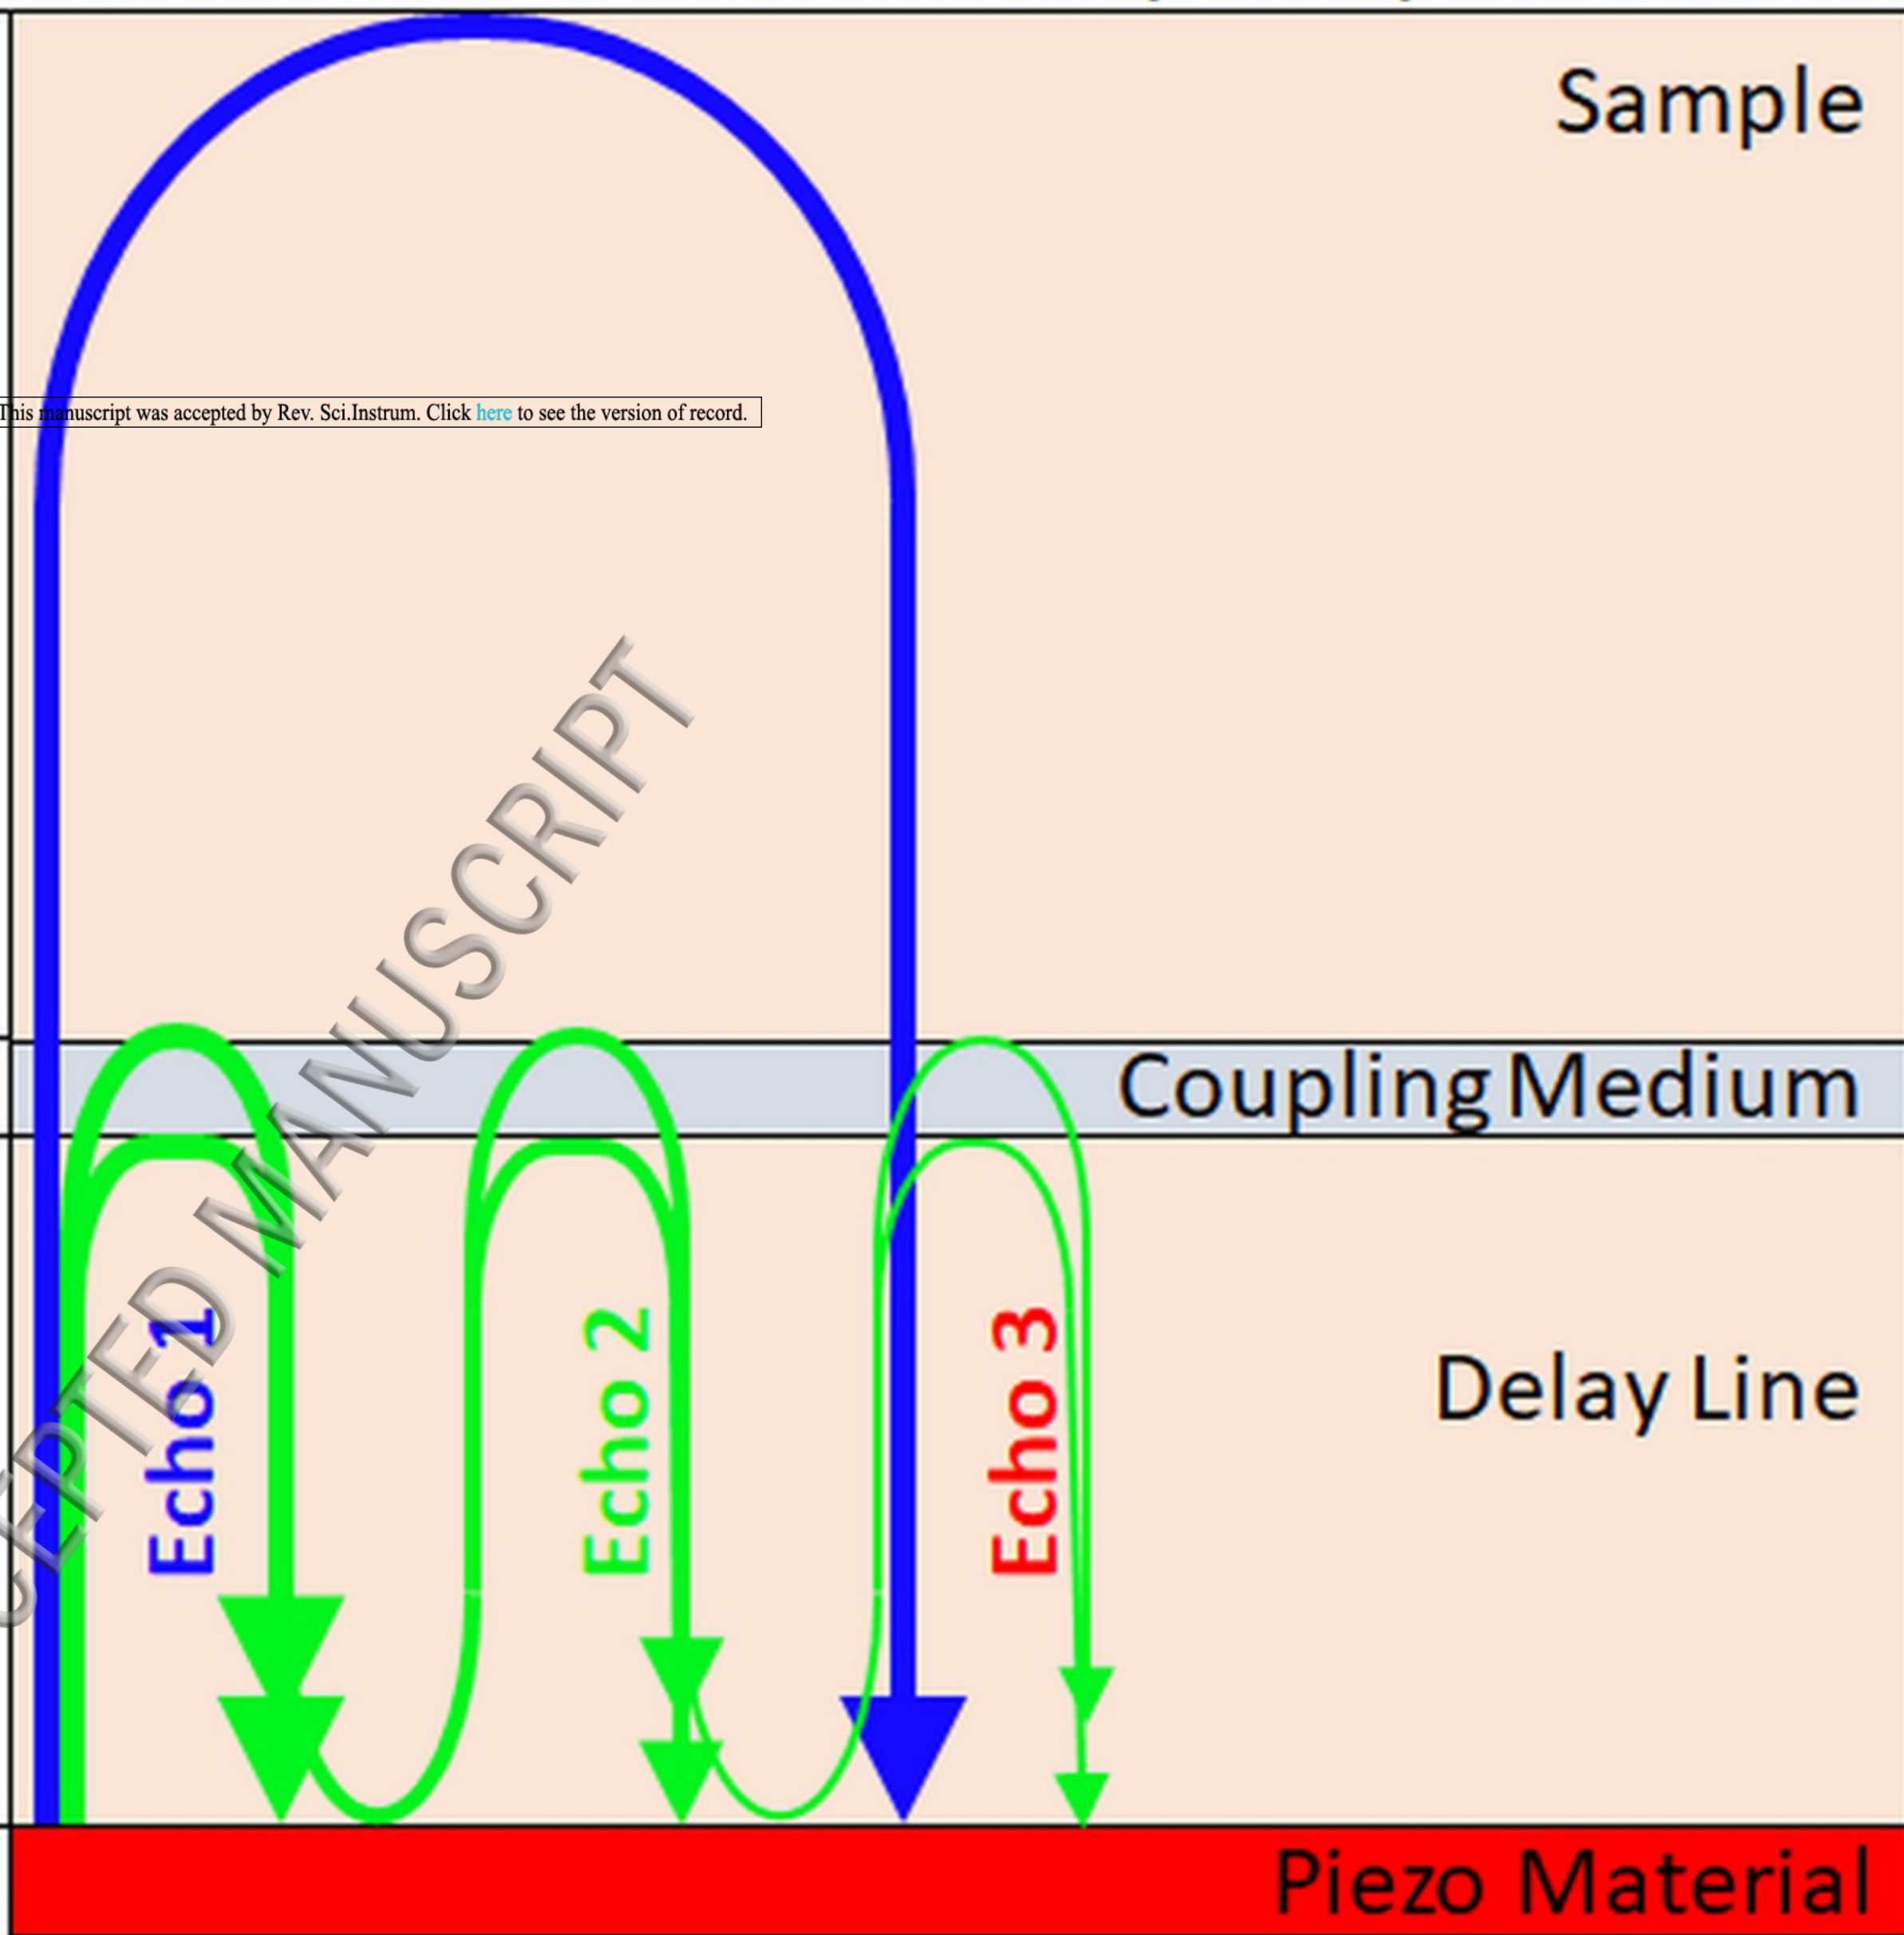 Sample
This manuscript was accepted by Rev. Sci.Instrum. Click here to see the version of record.
MANUSCRIPT
Coupling Medium
Echo 1
Echo 2
Echo 3
Delay Line
Piezo Material